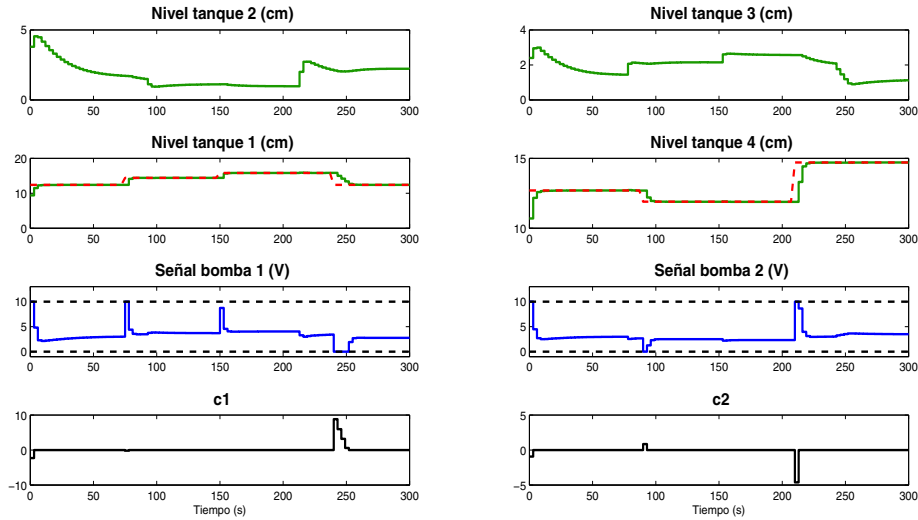 Nivel tanque 2 (cm)
5
0
0 50 100 150 200 250 300
Nivel tanque 3 (cm)
4
2
0
0 50 100 150 200 250 300
Nivel tanque 1 (cm)
20
10
0
0 50 100 150 200 250 300
Nivel tanque 4 (cm)
15
10
0 50 100 150 200 250 300
Señal bomba 1 (V)
10
5
0
0 50 100 150 200 250 300
Señal bomba 2 (V)
10
5
0
0 50 100 150 200 250 300
c1
10
0
−10
0 50 100 150 200 250 300
Tiempo (s)
c2
5
0
−5
0 50 100 150 200 250 300
Tiempo (s)